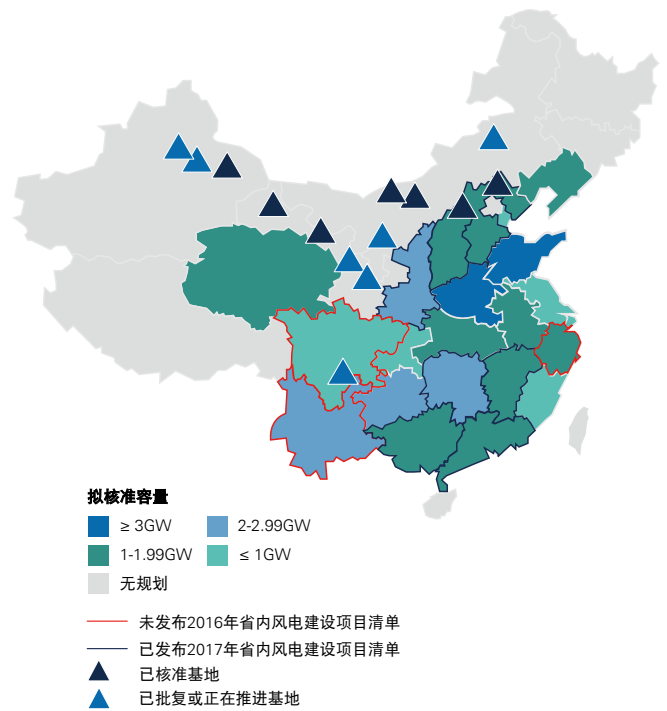 拟核准容量
≥ 3GW
2-2.99GW
1-1.99GW
≤ 1GW
无规划
未发布2016年省内风电建设项目清单
已发布2017年省内风电建设项目清单
已核准基地
已批复或正在推进基地